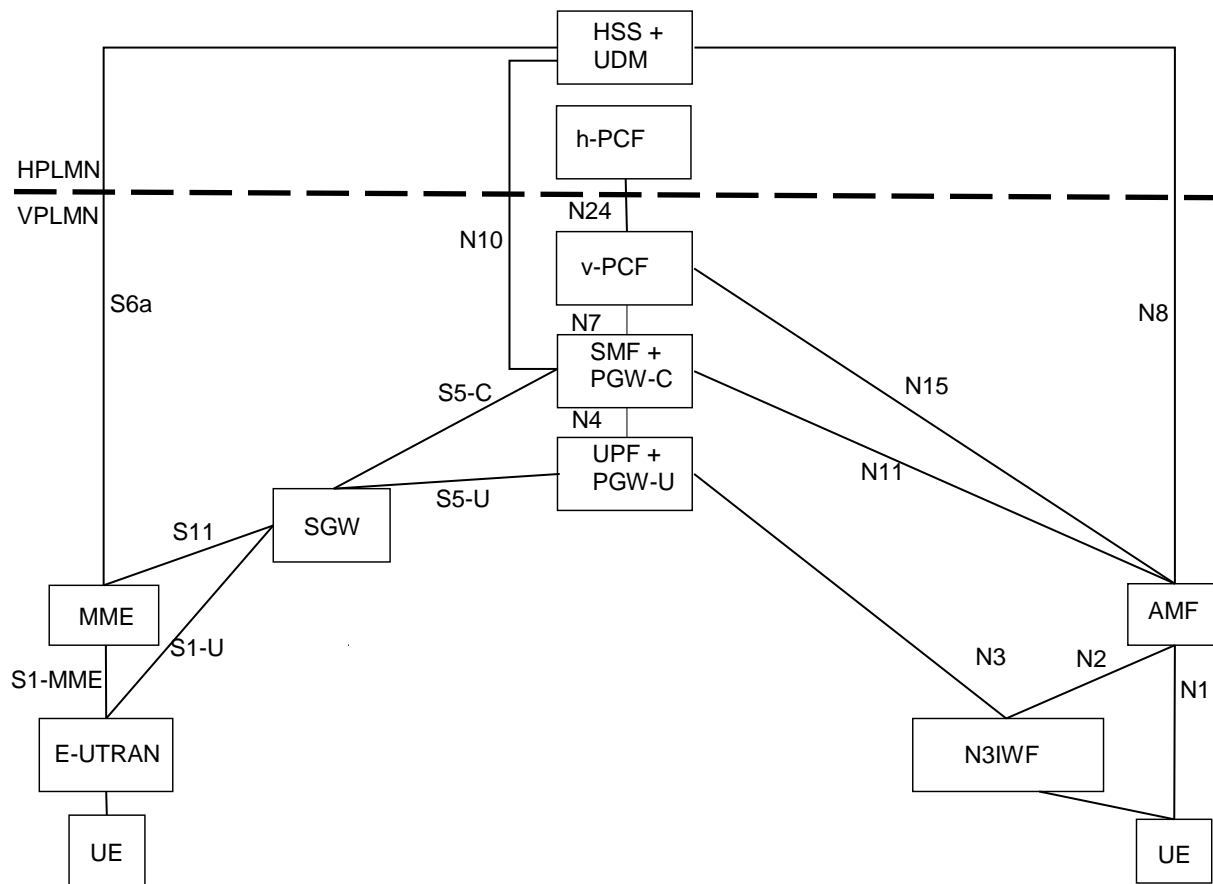 HSS +
UDM
h-PCF
HPLMN
VPLMN
N24
N10
v-PCF
S6a
N8
N7
SMF +
PGW-C
S5-C
N15
N4
UPF +
PGW-U
N11
S5-U
SGW
S11
MME
AMF
S1-U
N3
N2
S1-MME
N1
E-UTRAN
N3IWF
UE
UE